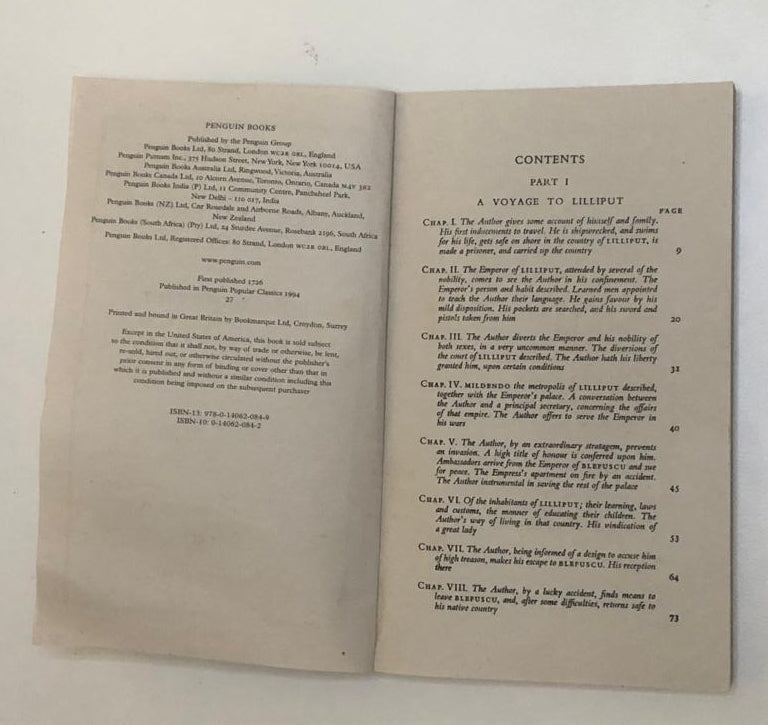 PENGUIN BOOKS
Published by the Penguin Group
Penguin Books Ltd, 80 Strand, London WC2R 0RL, England
Penguin Putnam Inc., 375 Hudson Street, New York, New York 10014, USA
Penguin Books Australia Ltd, Ringwood, Victoria, Australia
Penguin Books Canada Ltd, 10 Alcorn Avenue, Toronto, Ontario, Canada M4V 3B2
Penguin Books India (P) Ltd, 11 Community Centre, Panchsheel Park,
New Delhi – 110 017, India
Penguin Books (NZ) Ltd, Cnr Rosedale and Airborne Roads, Albany, Auckland,
New Zealand
Penguin Books (South Africa) (Pty) Ltd, 24 Sturdee Avenue, Rosebank 2196, South Africa
Penguin Books Ltd, Registered Offices: 80 Strand, London WC2R 0RL, England
www.penguin.com
First published 1726
Published in Penguin Popular Classics 1994
27
Printed and bound in Great Britain by Bookmarque Ltd, Croydon, Surrey
Except in the United States of America, this book is sold subject
to the condition that it shall not, by way of trade or otherwise, be lent,
re-sold, hired out, or otherwise circulated without the publisher's
prior consent in any form of binding or cover other than that in
which it is published and without a similar condition including this
condition being imposed on the subsequent purchaser
ISBN-13: 978-0-14062-084-9
ISBN-10: 0-14062-084-2
CONTENTS
PART I
A VOYAGE TO LILLIPUT
PAGE
CHAP. I. The Author gives some account of himself and family.
His first inducements to travel. He is shipwrecked, and swims
for his life, gets safe on shore in the country of LILLIPUT, is
made a prisoner, and carried up the country 9
CHAP. II. The Emperor of LILLIPUT, attended by several of the
nobility, comes to see the Author in his confinement. The
Emperor's person and habit described. Learned men appointed
to teach the Author their language. He gains favour by his
mild disposition. His pockets are searched, and his sword and
pistols taken from him 20
CHAP. III. The Author diverts the Emperor and his nobility of
both sexes, in a very uncommon manner. The diversions of
the court of LILLIPUT described. The Author hath his liberty
granted him, upon certain conditions 31
CHAP. IV. MILDENDO the metropolis of LILLIPUT described,
together with the Emperor's palace. A conversation between
the Author and a principal secretary, concerning the affairs
of that empire. The Author offers to serve the Emperor in
his wars 40
CHAP. V. The Author, by an extraordinary stratagem, prevents
an invasion. A high title of honour is conferred upon him.
Ambassadors arrive from the Emperor of BLEFUSCU and sue
for peace. The Empress's apartment on fire by an accident.
The Author instrumental in saving the rest of the palace 45
CHAP. VI. Of the inhabitants of LILLIPUT; their learning, laws
and customs, the manner of educating their children. The
Author's way of living in that country. His vindication of
a great lady 53
CHAP. VII. The Author, being informed of a design to accuse him
of high treason, makes his escape to BLEFUSCU. His reception
there 64
CHAP. VIII. The Author, by a lucky accident, finds means to
leave BLEFUSCU, and, after some difficulties, returns safe to
his native country 73